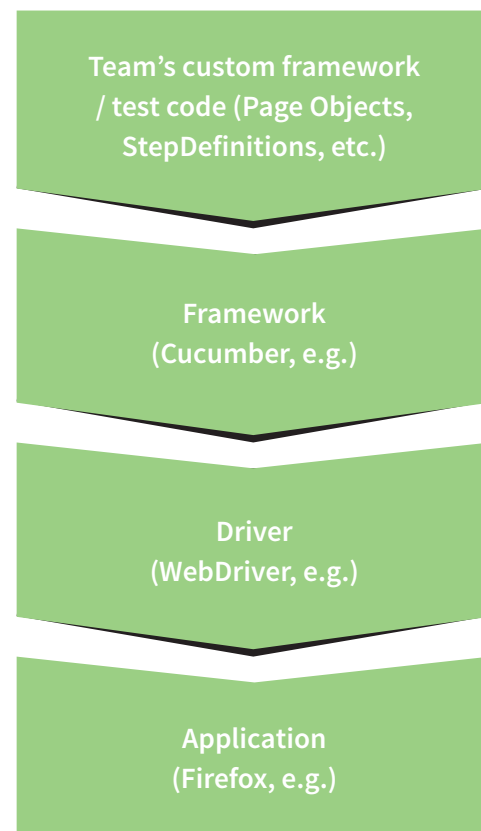 Team’s custom framework
/ test code (Page Objects,
StepDefinitions, etc.)
Framework
(Cucumber, e.g.)
Driver
(WebDriver, e.g.)
Application
(Firefox, e.g.)